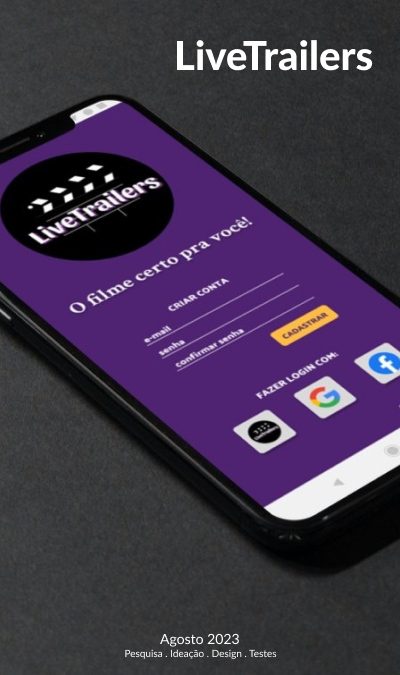 LiveTrailers
LiveTrailers
O filme certo pra você!
CRIAR CONTA
e-mail
senha
confirmar senha
CADASTRAR
FAZER LOGIN COM:
LiveTrailers
Agosto 2023
Pesquisa . Ideação . Design . Testes